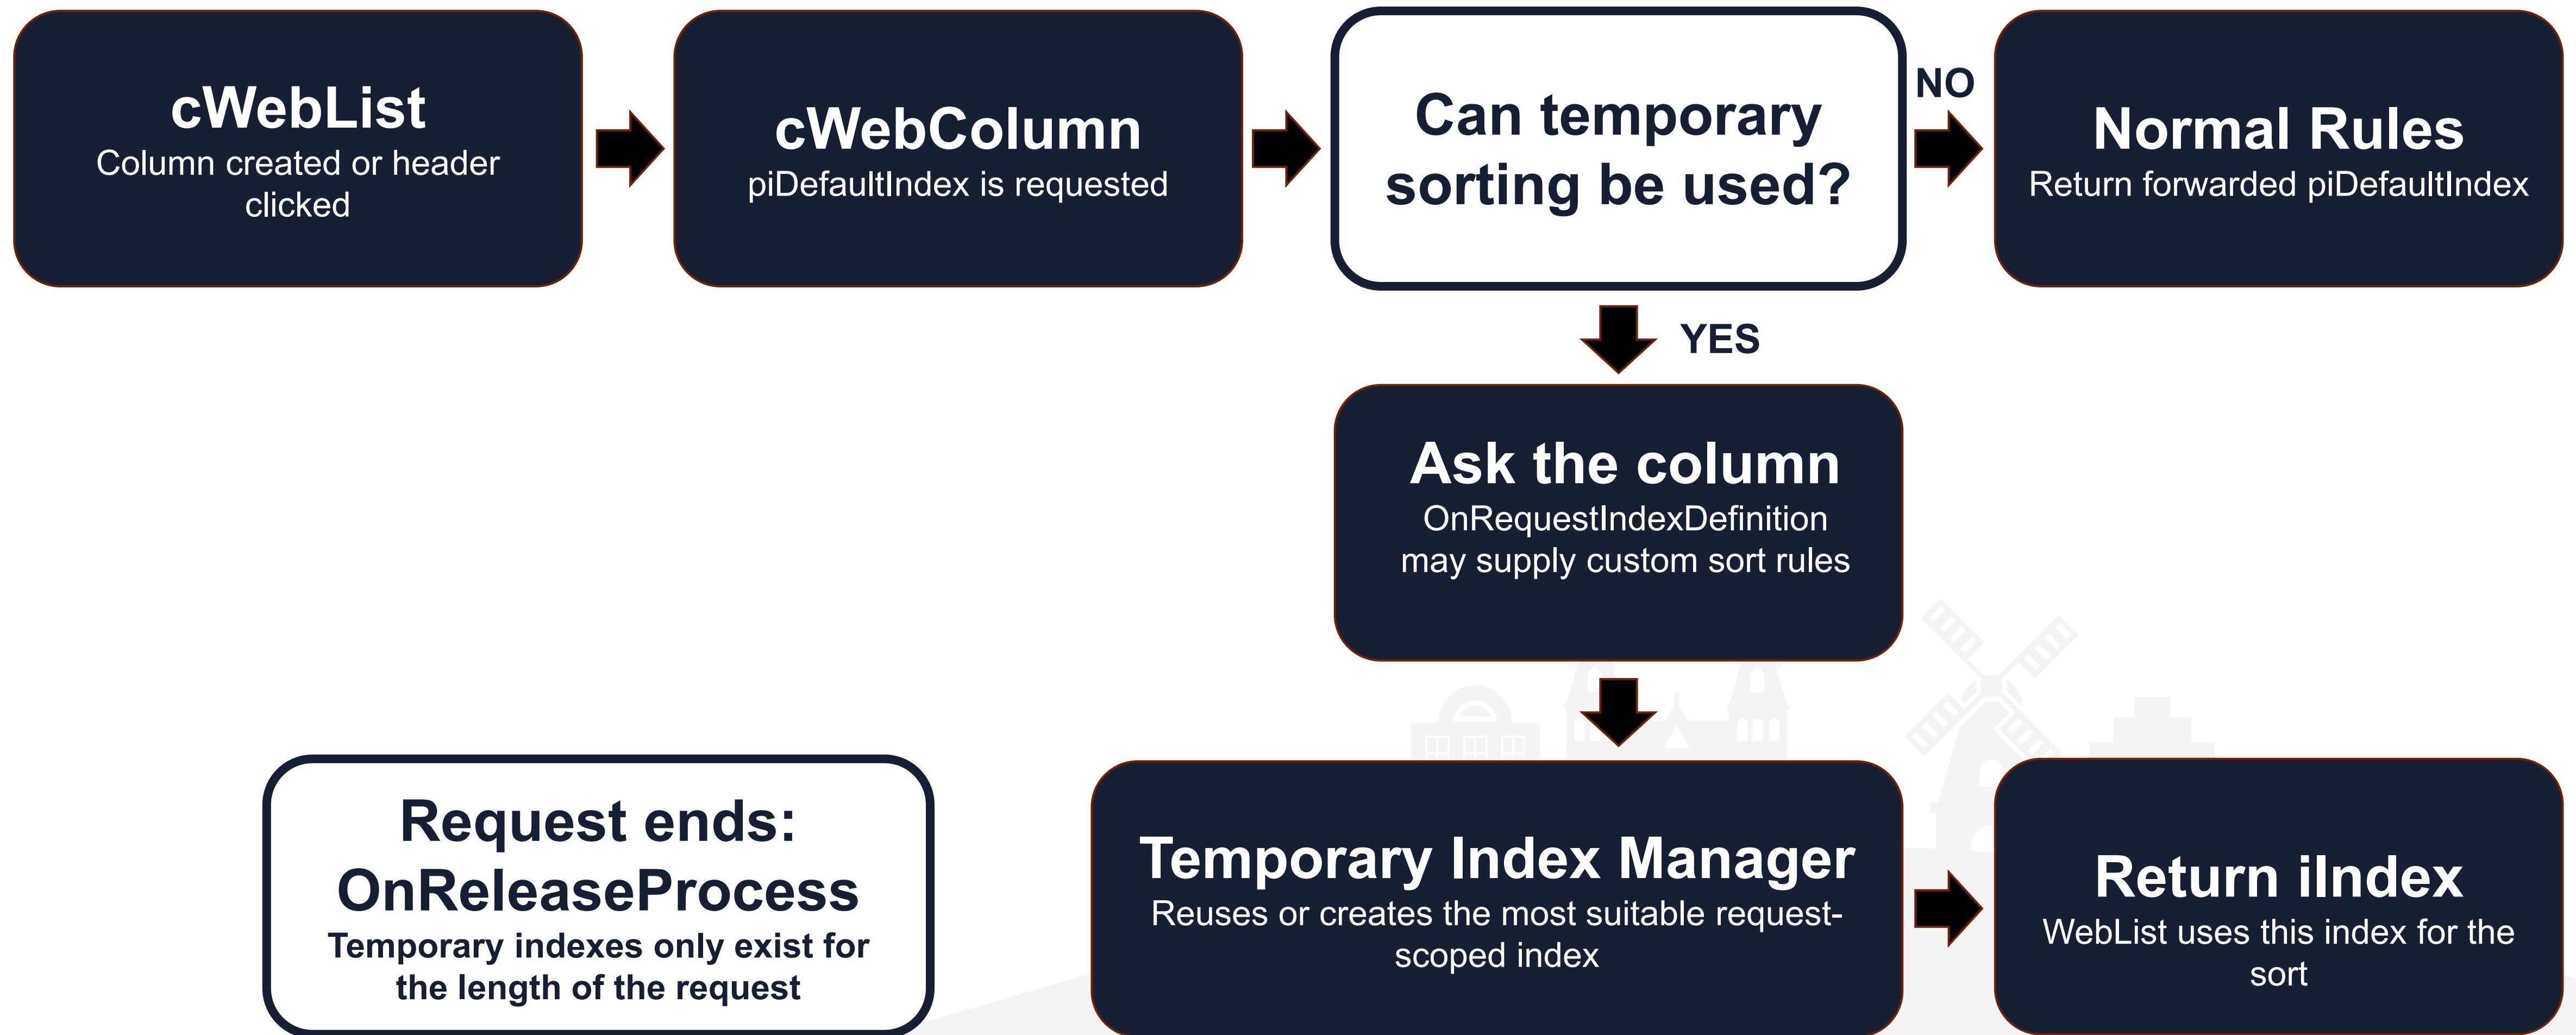 cWebList
Column created or header
clicked
cWebColumn
piDefaultIndex is requested
Can temporary
sorting be used?
NO
Normal Rules
Return forwarded piDefaultIndex
YES
Ask the column
OnRequestIndexDefinition
may supply custom sort rules
Request ends:
OnReleaseProcess
Temporary indexes only exist for
the length of the request
Temporary Index Manager
Reuses or creates the most suitable request-
scoped index
Return iIndex
WebList uses this index for the
sort